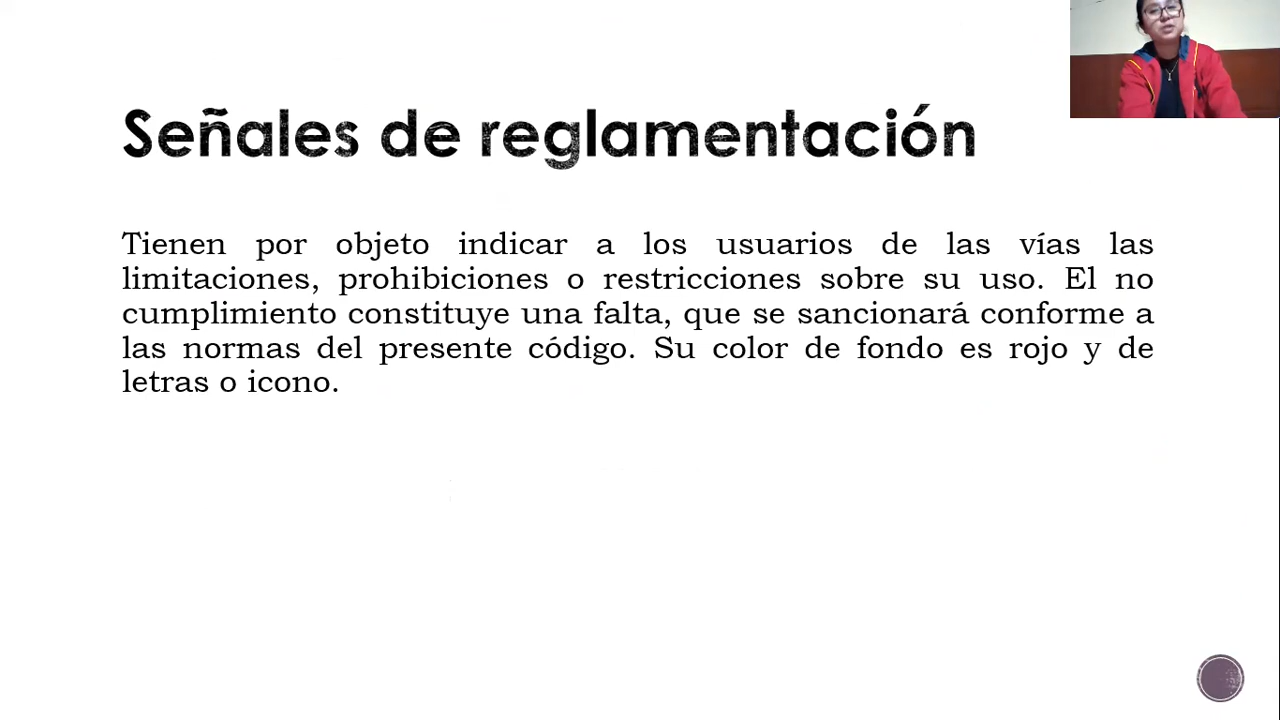 Señales de reglamentación
Tienen por objeto indicar a los usuarios de las vías las
limitaciones, prohibiciones o restricciones sobre su uso. El no
cumplimiento constituye una falta, que se sancionará conforme a
las normas del presente código. Su color de fondo es rojo y de
letras o icono.